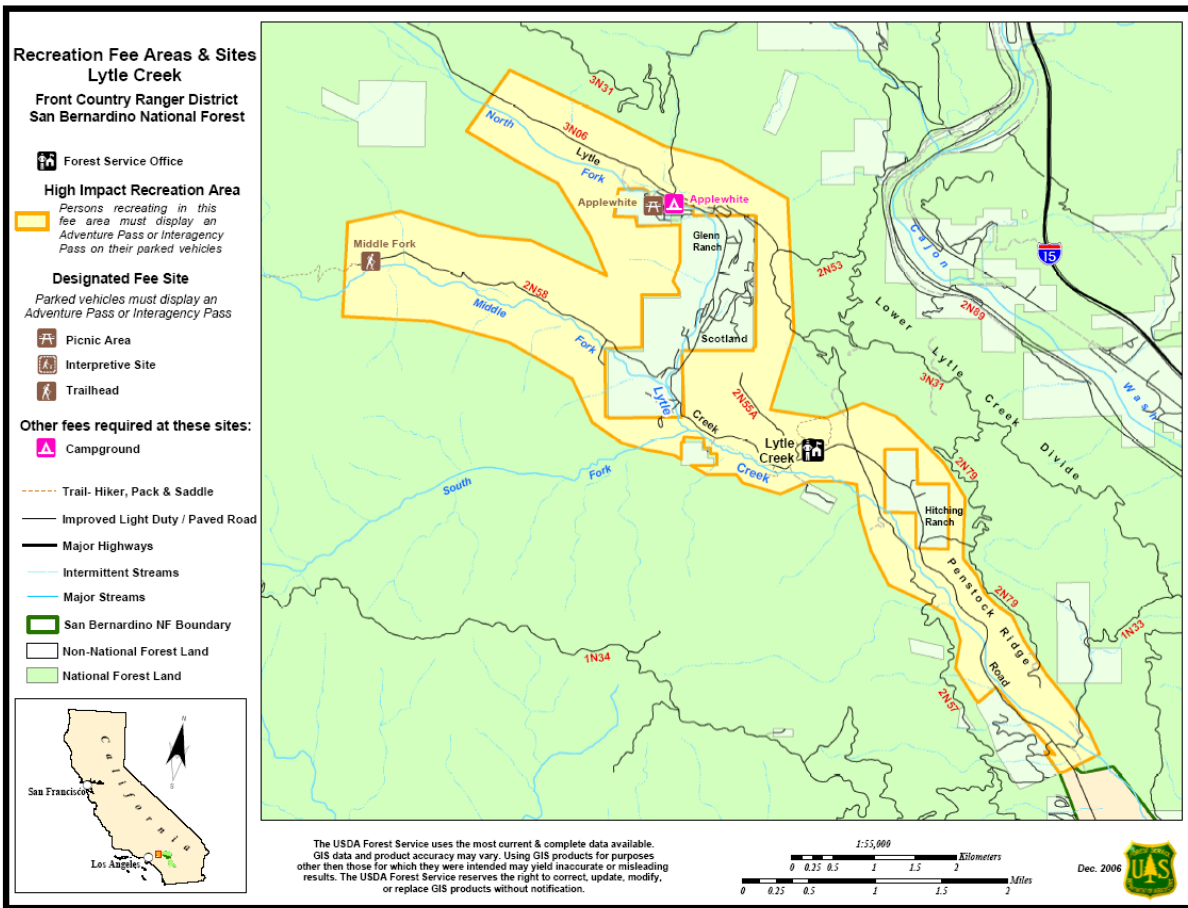 Recreation Fee Areas & Sites
Lytle Creek
Front Country Ranger District
San Bernardino National Forest
Forest Service Office
High Impact Recreation Area
Persons recreating in this
fee area must display an
Adventure Pass or Interagency
Pass on their parked vehicles
Designated Fee Site
Parked vehicles must display an
Adventure Pass or Interagency Pass
Picnic Area
Interpretive Site
Trailhead
Other fees required at these sites:
Campground
Trail- Hiker, Pack & Saddle
Improved Light Duty / Paved Road
Major Highways
Intermittent Streams
Major Streams
San Bernardino NF Boundary
Non-National Forest Land
National Forest Land
N
S
California
San Francisco
Los Angeles
3N31
North
3N06
Lytle
Fork
Applewhite
Applewhite
Glenn
Ranch
Middle Fork
2N58
Middle
Fork
Scotland
Lytle
Creek
2N55A
Lytle
Creek
Creek
South
Fork
Cajon
Wash
15
2N53
2N89
Lower Lytle Creek Divide
3N31
2N79
Hitching
Ranch
Penstock Ridge
2N79
1N33
Road
2N57
1N34
The USDA Forest Service uses the most current & complete data available.
GIS data and product accuracy may vary. Using GIS products for purposes
other then those for which they were intended may yield inaccurate or misleading
results. The USDA Forest Service reserves the right to correct, update, modify,
or replace GIS products without notification.
1:55,000
Kilometers
0 0.25 0.5 1 1.5 2
Miles
0 0.25 0.5 1 1.5 2
Dec. 2006
UAS